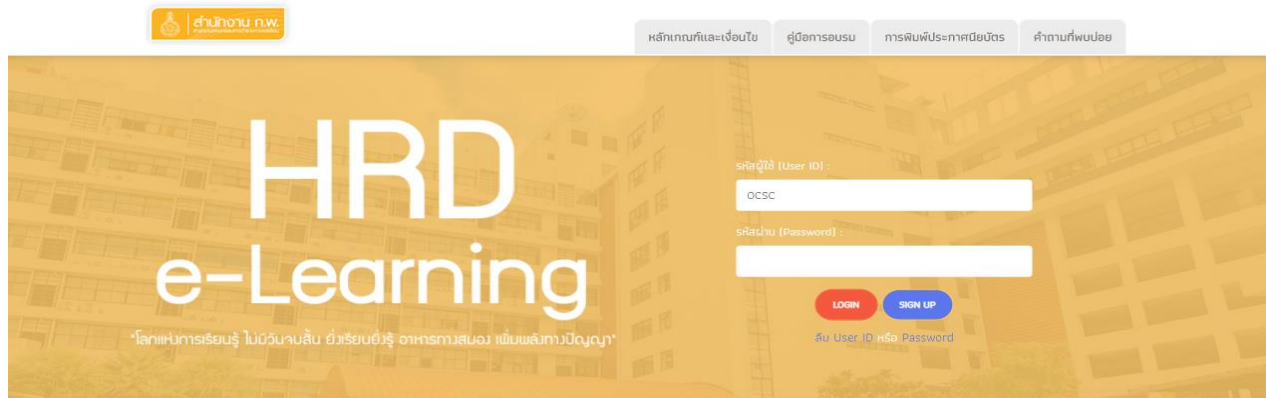 สำนักงาน ก.พ.
หลักเกณฑ์และเงื่อนไข
คู่มือการอบรม
การพิมพ์ประกาศนียบัตร
คำถามที่พบบ่อย
HRD
e-Learning
"โลกแห่งการเรียนรู้ ไม่มีวันจบสิ้น ยิ่งเรียนยิ่งรู้ อาหารทางสมอง เพิ่มพลังทางปัญญา"
รหัสผู้ใช้ (User ID) :
ocsc
รหัสผ่าน (Password) :
LOGIN
SIGN UP
ลืม User ID หรือ Password